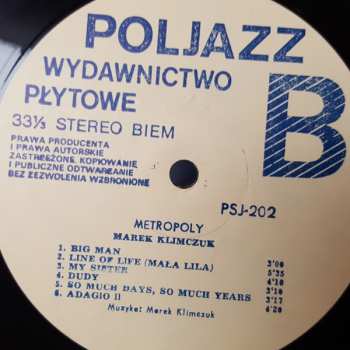 POLJAZZ
WYDAWNICTWO
PŁYTOWE
B
33⅓ STEREO BIEM
PRAWA PRODUCENTA
I PRAWA AUTORSKIE
ZASTRZEŻONE. KOPIOWANIE
I PUBLICZNE ODTWARZANIE
BEZ ZEZWOLENIA WZBRONIONE
PSJ-202
METROPOLY
MAREK KLIMCZUK
1. BIG MAN 3'00
2. LINE OF LIFE (MAŁA LILA) 5'35
3. MY SISTER 4'10
4. DUDY 3'10
5. SO MUCH DAYS, SO MUCH YEARS 3'17
6. ADAGIO II 4'20
Muzyka: Marek Klimczuk